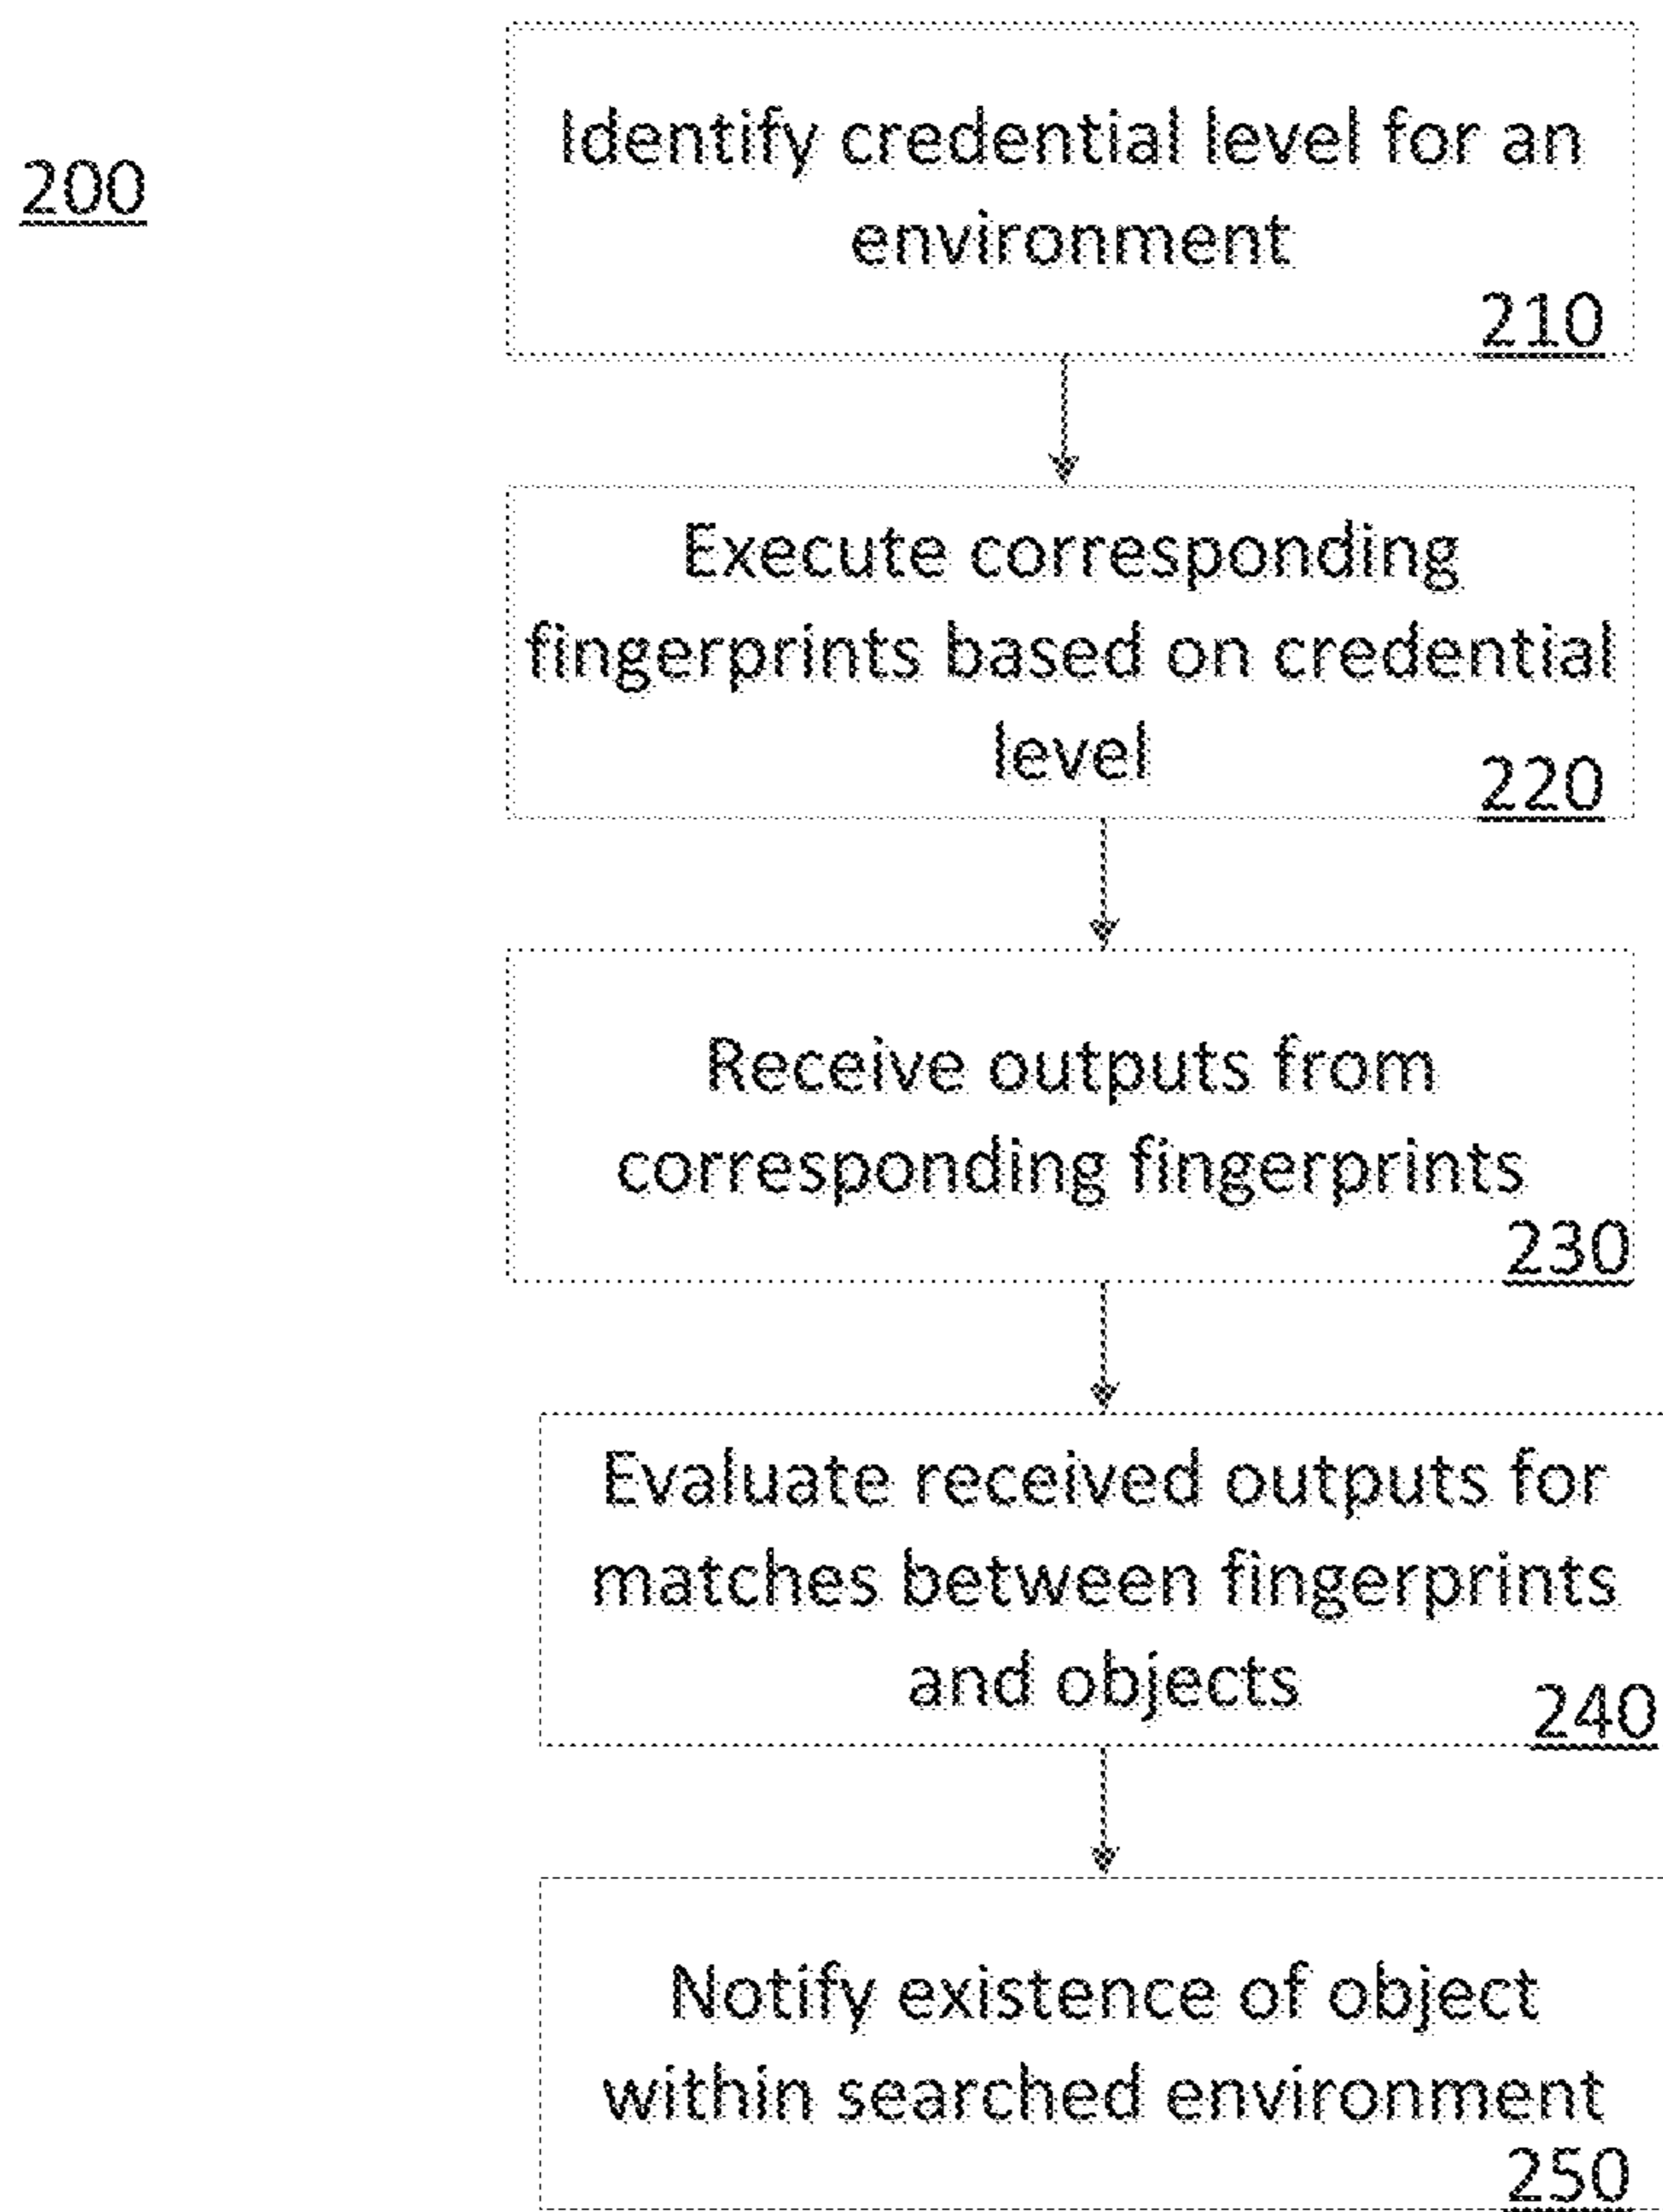 200
Identify credential level for an
environment
210
Execute corresponding
fingerprints based on credential
level
220
Receive outputs from
corresponding fingerprints
230
Evaluate received outputs for
matches between fingerprints
and objects
240
Notify existence of object
within searched environment
250